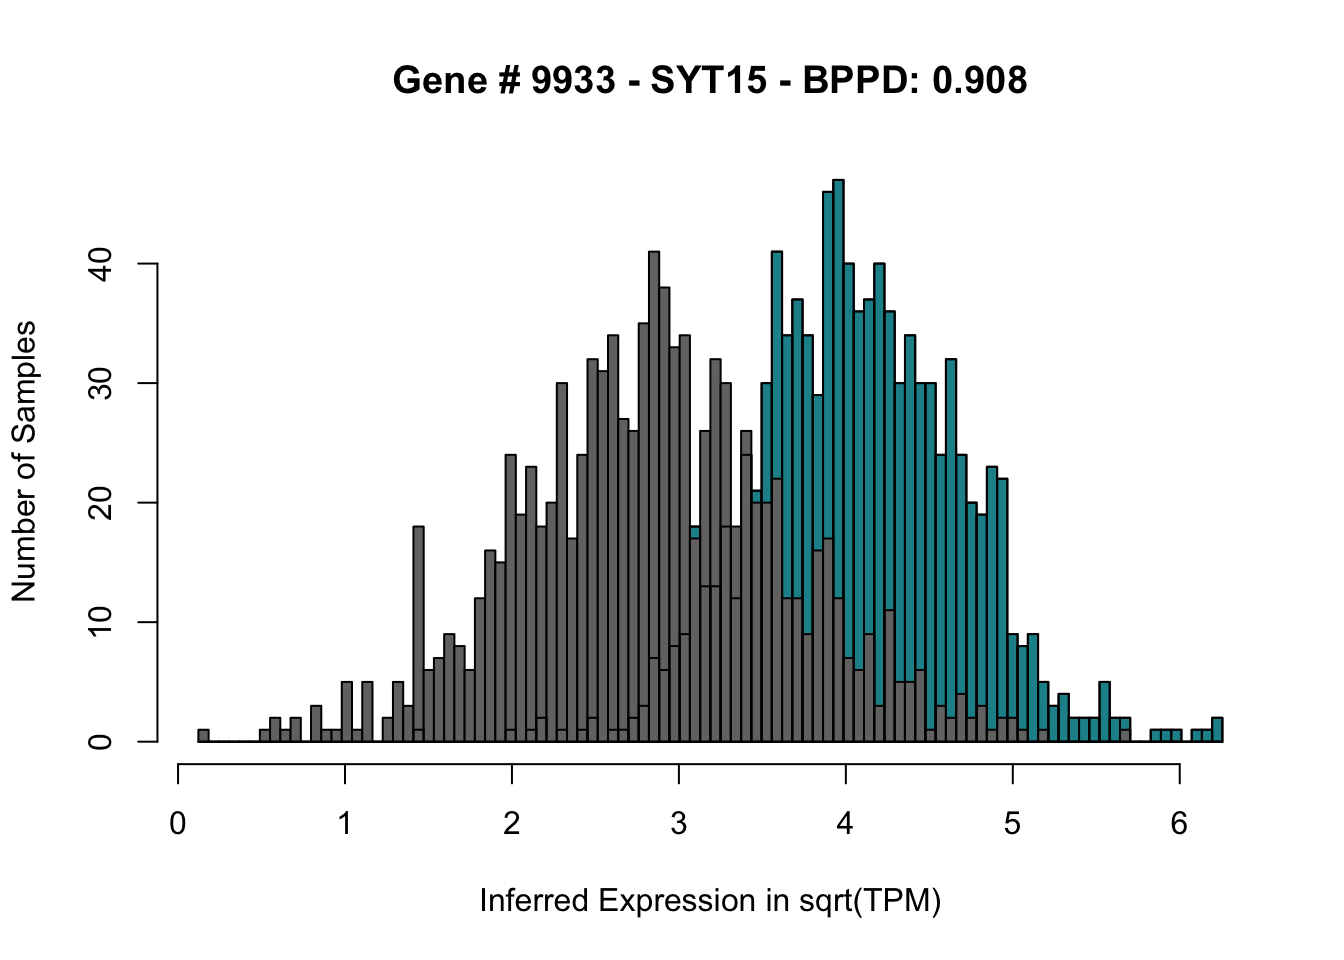 Gene # 9933 - SYT15 - BPPD: 0.908
Number of Samples
40
30
20
10
0
0 1 2 3 4 5 6
Inferred Expression in sqrt(TPM)